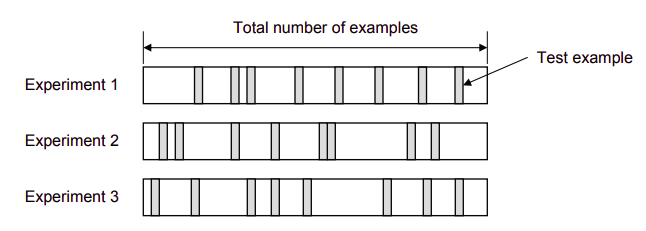 Total number of examples
Test example
Experiment 1
Experiment 2
Experiment 3